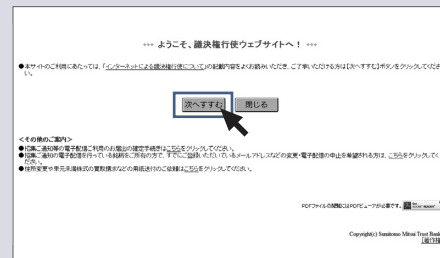 *** ようこそ、議決権行使ウェブサイトへ！ ***
●本サイトのご利用にあたっては、「インターネットによる議決権行使について」の記載内容をよくお読みいただき、ご了承いただける方は【次へすすむ】ボタンをクリックしてくださ
い。
次へすすむ 閉じる
＜その他のご案内＞
●招集ご通知等の電子配信ご利用のお届出の確定手続きはこちらをクリックしてください。
●招集ご通知の電子配信を行っている銘柄をご所有の方で、すでにご登録いただいているメールアドレスなどの変更・電子配信の中止を希望される方は、こちらをクリックしてく
ださい。
●住所変更や単元未満株式の買取請求などの用紙送付のご依頼はこちらをクリックしてください。
PDFファイルの閲覧にはPDFビューアが必要です。
Copyright(c) Sumitomo Mitsui Trust Bank